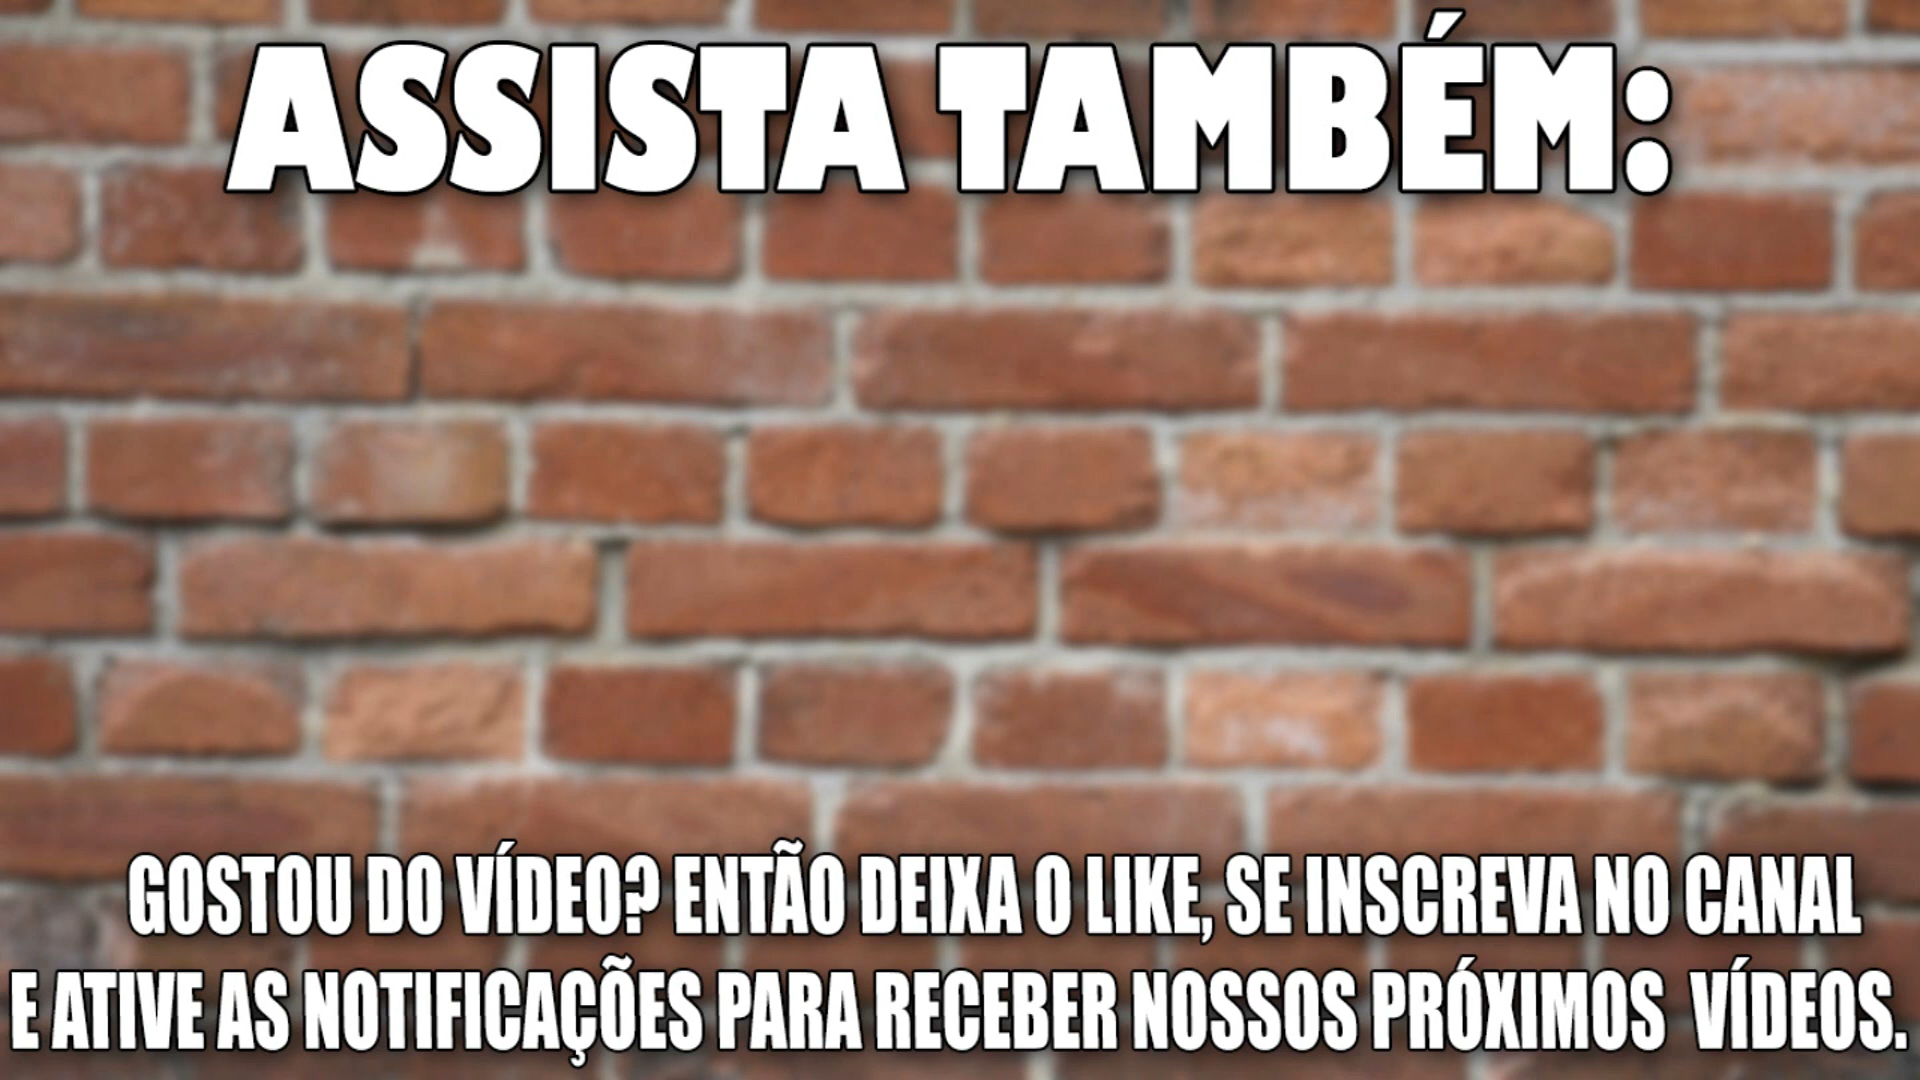 ASSISTA TAMBÉM:
GOSTOU DO VÍDEO? ENTÃO DEIXA O LIKE, SE INSCREVA NO CANAL
E ATIVE AS NOTIFICAÇÕES PARA RECEBER NOSSOS PRÓXIMOS VÍDEOS.